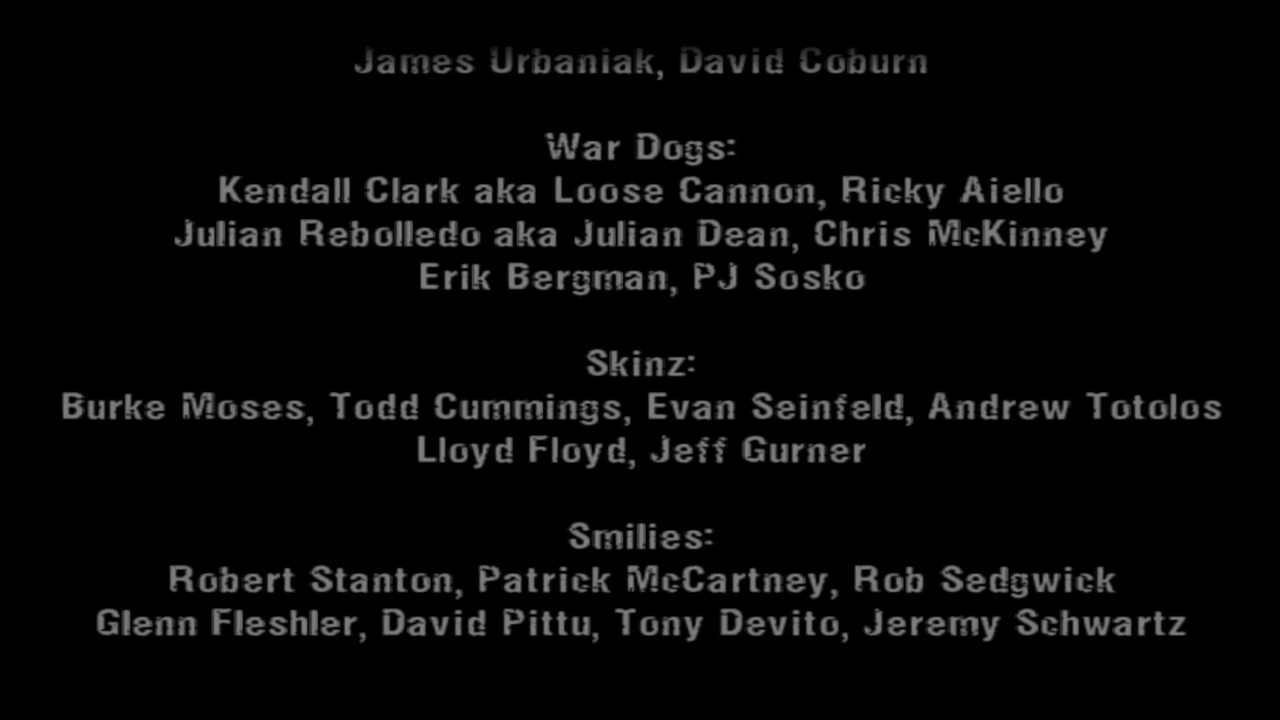 James Urbaniak, David Coburn
War Dogs:
Kendall Clark aka Loose Cannon, Ricky Aiello
Julian Rebolledo aka Julian Dean, Chris McKinney
Erik Bergman, PJ Sosko
Skinz:
Burke Moses, Todd Cummings, Evan Seinfeld, Andrew Totolos
Lloyd Floyd, Jeff Gurner
Smilies:
Robert Stanton, Patrick McCartney, Rob Sedgwick
Glenn Fleshler, David Pittu, Tony Devito, Jeremy Schwartz